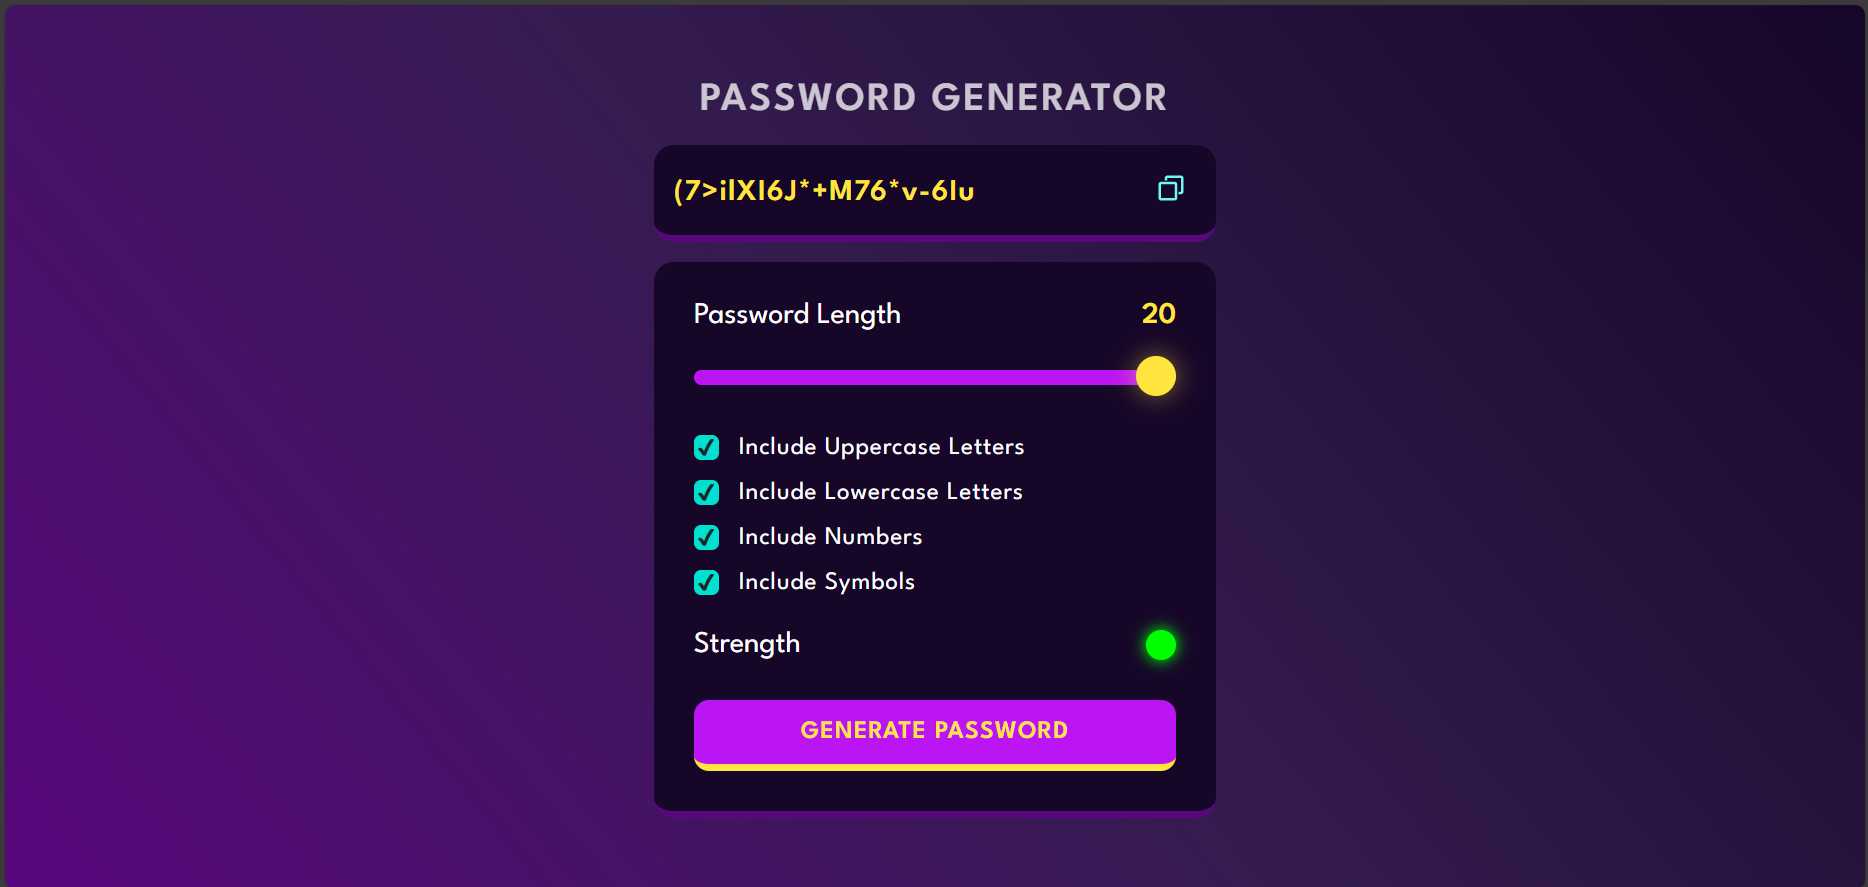 PASSWORD GENERATOR
(7>ilXI6J*+M76*v-6Iu
Password Length
20
Include Uppercase Letters
Include Lowercase Letters
Include Numbers
Include Symbols
Strength
GENERATE PASSWORD